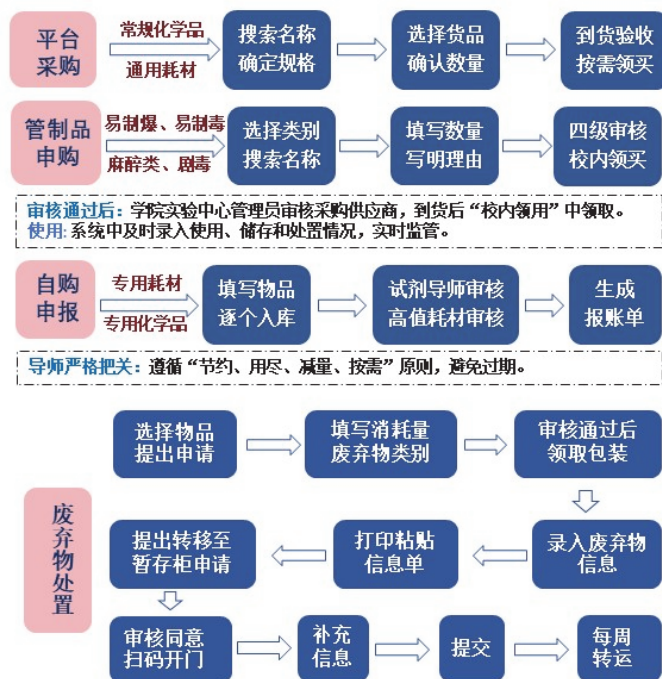 平台
采购
常规化学品
通用耗材
搜索名称
确定规格
选择货品
确认数量
到货验收
按需领买
管制品
申购
易制爆、易制毒
麻醉类、剧毒
选择类别
搜索名称
填写数量
写明理由
四级审核
校内领买
审核通过后：学院实验中心管理员审核采购供应商，到货后“校内领用”中领取。
使用：系统中及时录入使用、储存和处置情况，实时监管。
自购
申报
专用耗材
专用化学品
填写物品
逐个入库
试剂导师审核
高值耗材审核
生成
报账单
导师严格把关：遵循“节约、用尽、减量、按需”原则，避免过期。
废弃物处置
选择物品
提出申请
填写消耗量
废弃物类别
审核通过后
领取包装
录入废弃物
信息
打印粘贴
信息单
提出转移至
暂存柜申请
审核同意
扫码开门
补充
信息
提交
每周
转运